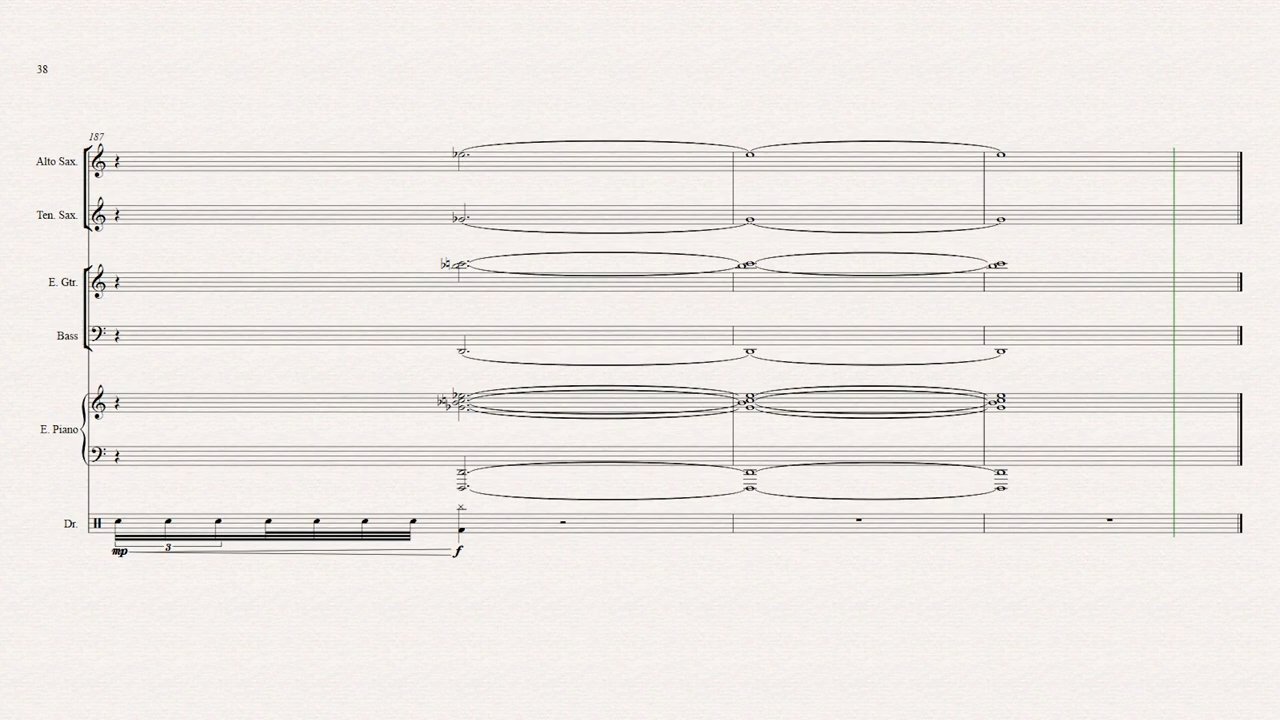 38
187
Alto Sax.
Ten. Sax.
E. Gtr.
Bass
E. Piano
Dr.
3
mp f